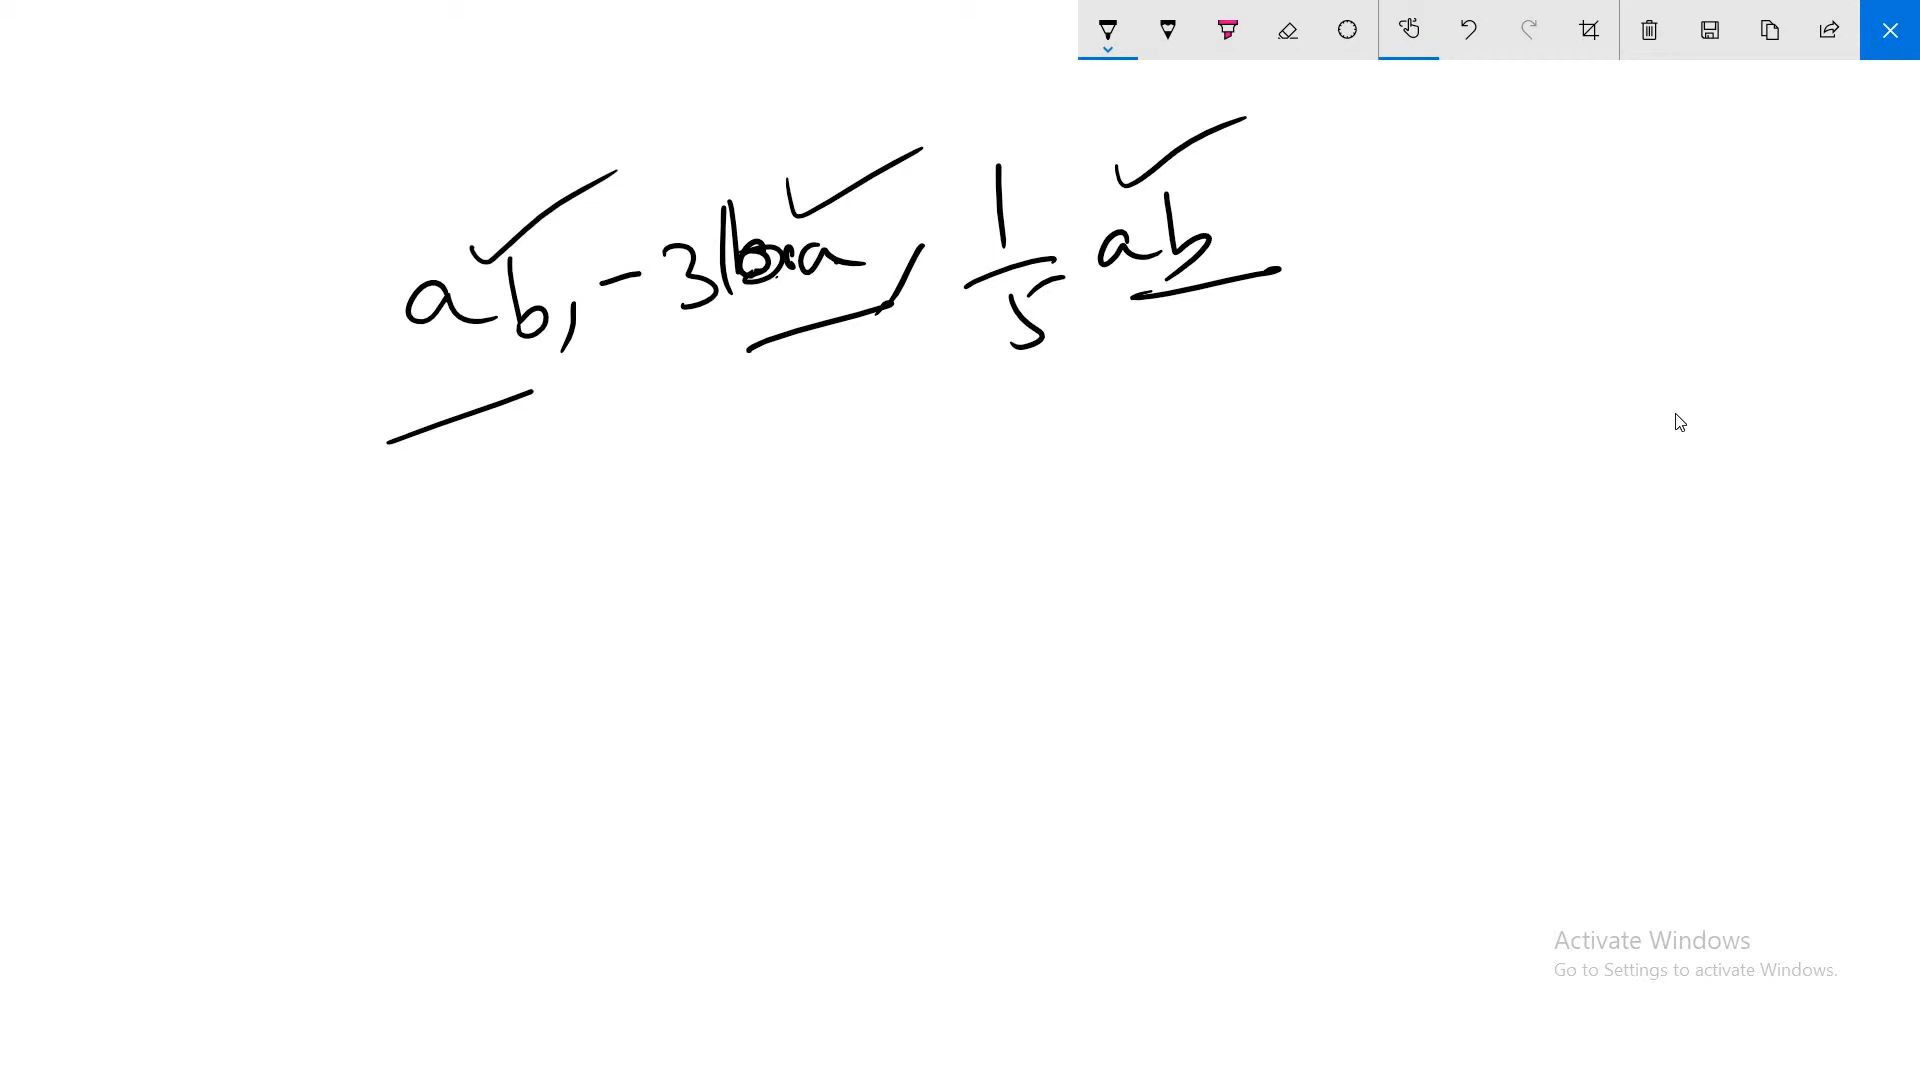 ab, -3ba, 1/5 ab
Activate Windows
Go to Settings to activate Windows.